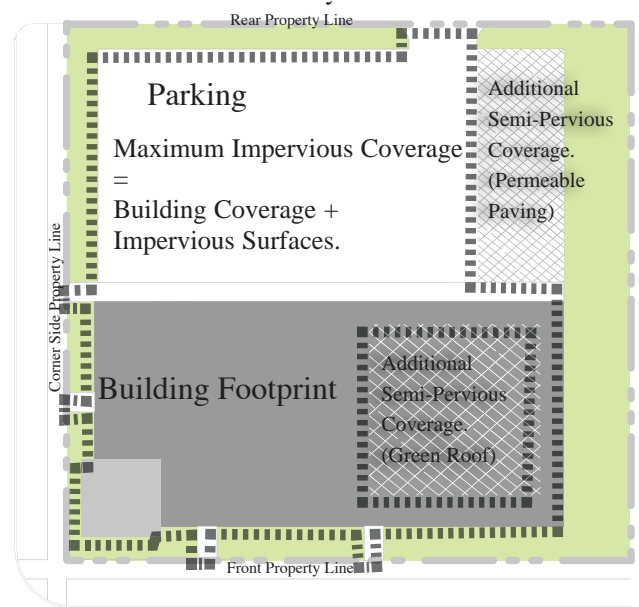 Rear Property Line
Parking
Additional
Semi-Pervious
Coverage.
(Permeable
Paving)
Maximum Impervious Coverage
=
Building Coverage +
Impervious Surfaces.
Corner Side Property Line
Building Footprint
Additional
Semi-Pervious
Coverage.
(Green Roof)
Front Property Line